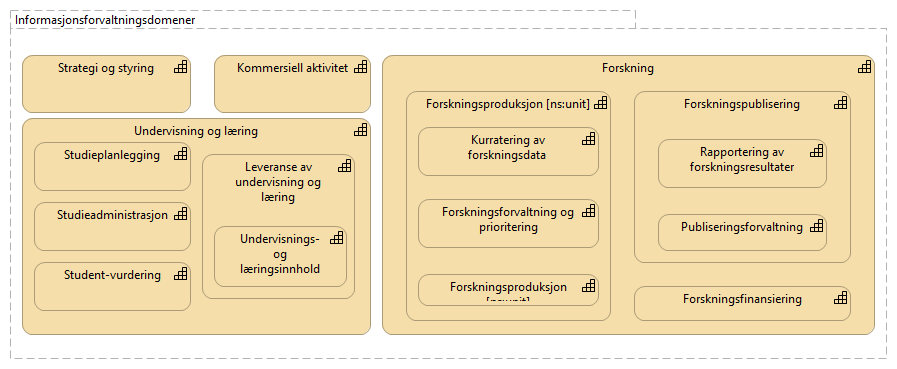 Informasjonsforvaltningsdomener
Strategi og styring
Kommersiell aktivitet
Undervisning og læring
Studieplanlegging
Studieadministrasjon
Student-vurdering
Leveranse av
undervisning og
læring
Undervisnings-
og
læringsinnhold
Forskning
Forskningsproduksjon [ns:unit]
Kurratering av
forskningsdata
Forskningsforvaltning og
prioritering
Forskningsproduksjon
[ns:unit]
Forskningspublisering
Rapportering av
forskningsresultater
Publiseringsforvaltning
Forskningsfinansiering